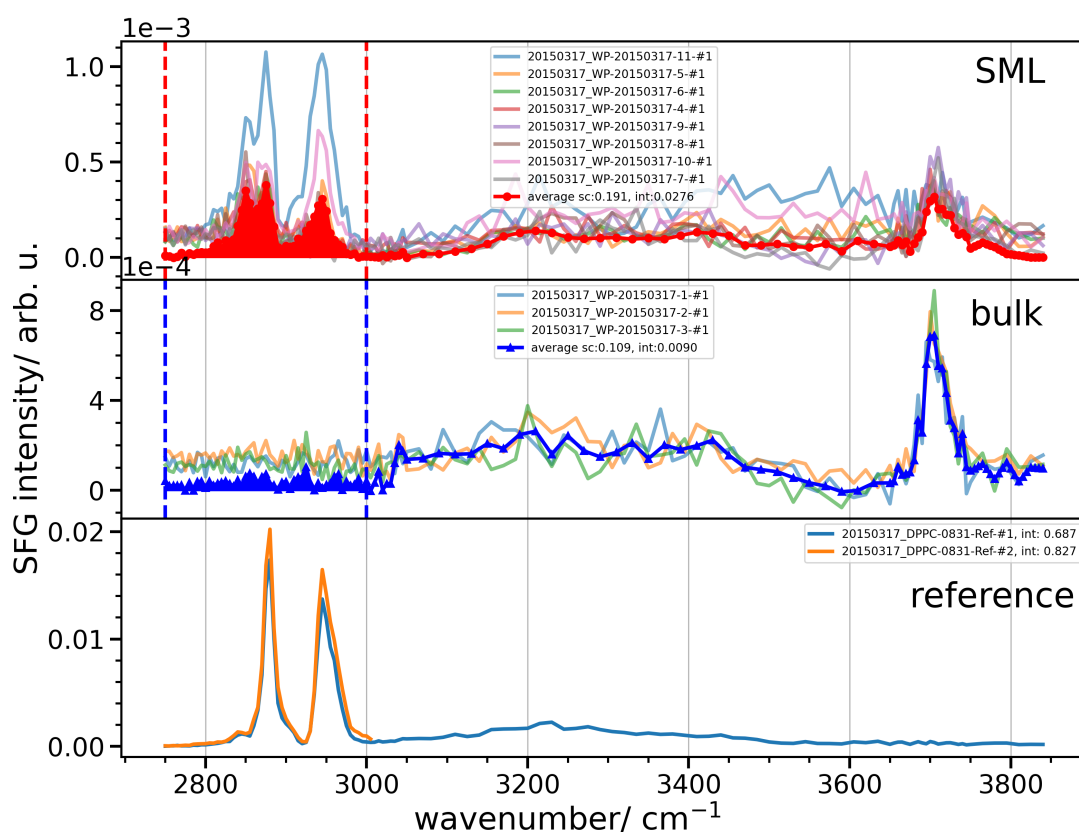 1e−3
SML
1.0
0.5
0.0
20150317_WP-20150317-11-#1
20150317_WP-20150317-5-#1
20150317_WP-20150317-6-#1
20150317_WP-20150317-4-#1
20150317_WP-20150317-9-#1
20150317_WP-20150317-8-#1
20150317_WP-20150317-10-#1
20150317_WP-20150317-7-#1
average sc:0.191, int:0.0276
1e−4
bulk
8
4
0
20150317_WP-20150317-1-#1
20150317_WP-20150317-2-#1
20150317_WP-20150317-3-#1
average sc:0.109, int:0.0090
SFG intensity/ arb. u.
0.02
0.01
0.00
20150317_DPPC-0831-Ref-#1, int: 0.687
20150317_DPPC-0831-Ref-#2, int: 0.827
reference
2800 3000 3200 3400 3600 3800
wavenumber/ cm⁻¹